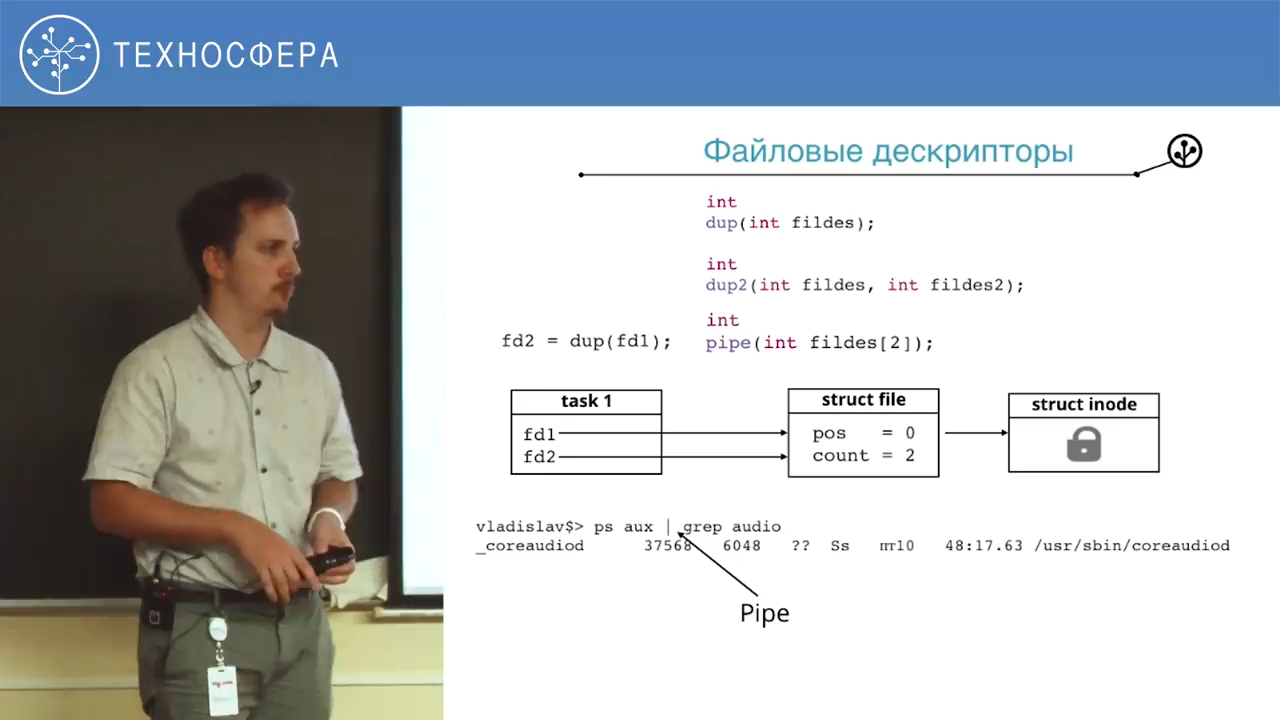 ТЕХНОСФЕРА
Файловые дескрипторы
int
dup(int fildes);
int
dup2(int fildes, int fildes2);
int
pipe(int fildes[2]);
fd2 = dup(fd1);
task 1
fd1
fd2
struct file
pos = 0
count = 2
struct inode
vladislav$> ps aux | grep audio
_coreaudiod 37568 6048 ?? Ss пт10 48:17.63 /usr/sbin/coreaudiod
Pipe